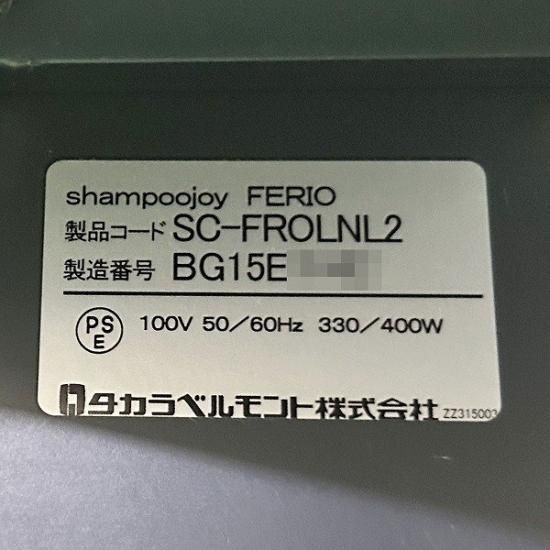 shampoojoy FERIO
製品コード SC-FROLNL2
製造番号 BG15E
PS
E
100V 50/60Hz 330/400W
タカラベルモント株式会社 ZZ315003